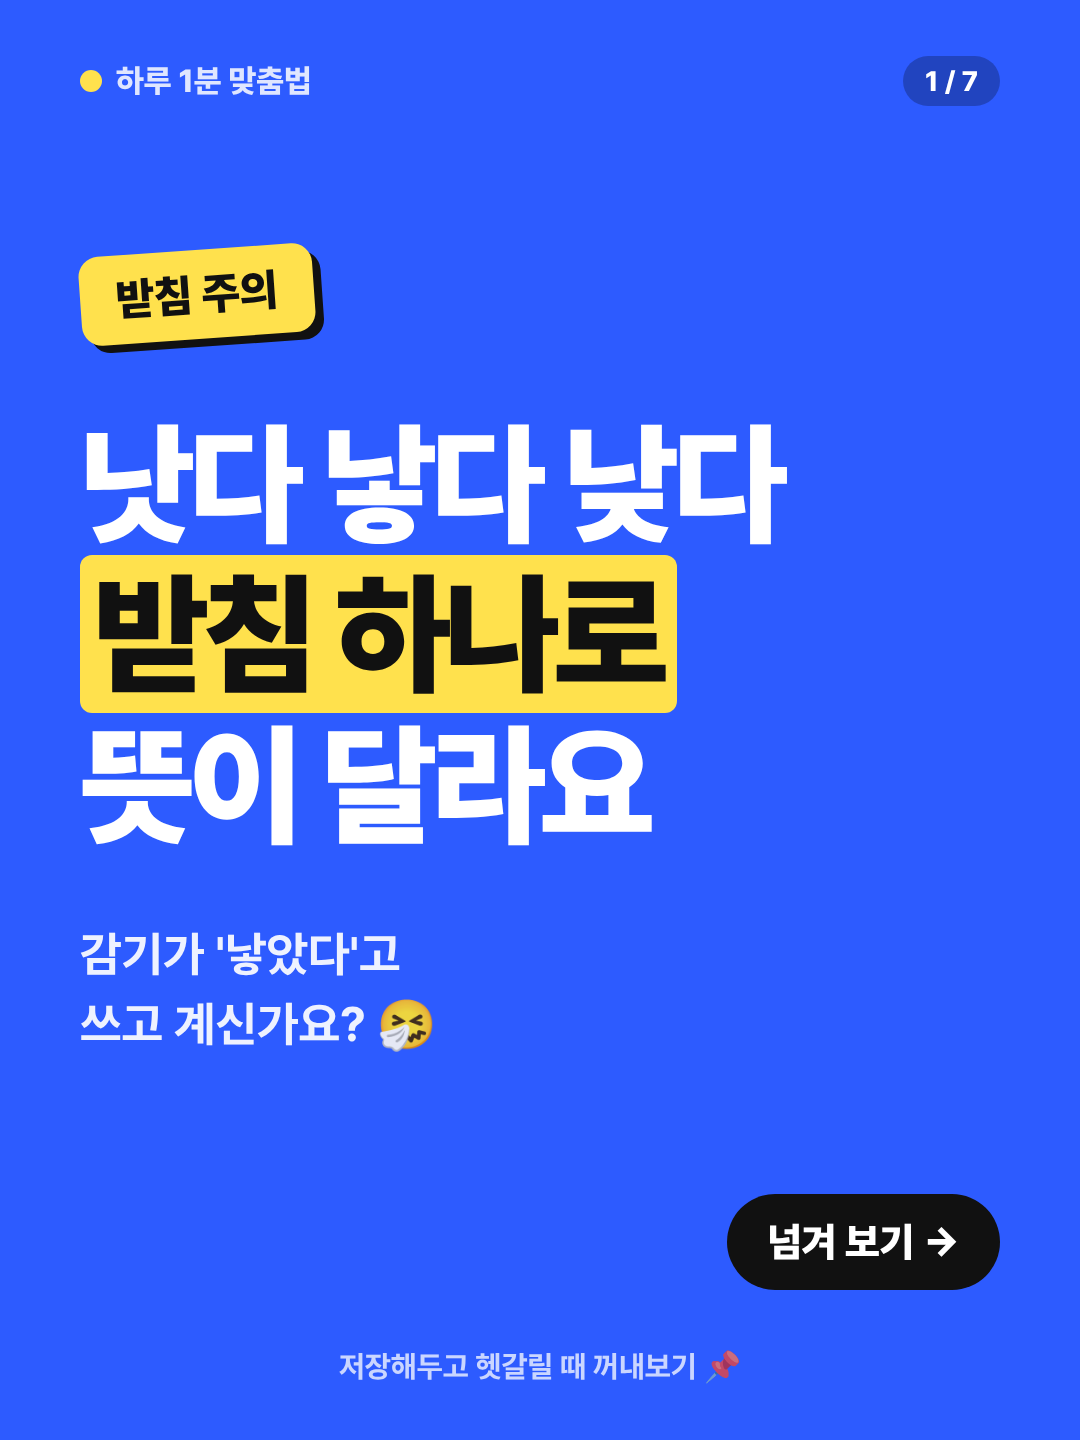 하루 1분 맞춤법
1 / 7
받침 주의
낫다 낳다 낮다
받침 하나로
뜻이 달라요
감기가 '낳았다'고
쓰고 계신가요? 🤧
넘겨 보기 →
저장해두고 헷갈릴 때 꺼내보기 📌